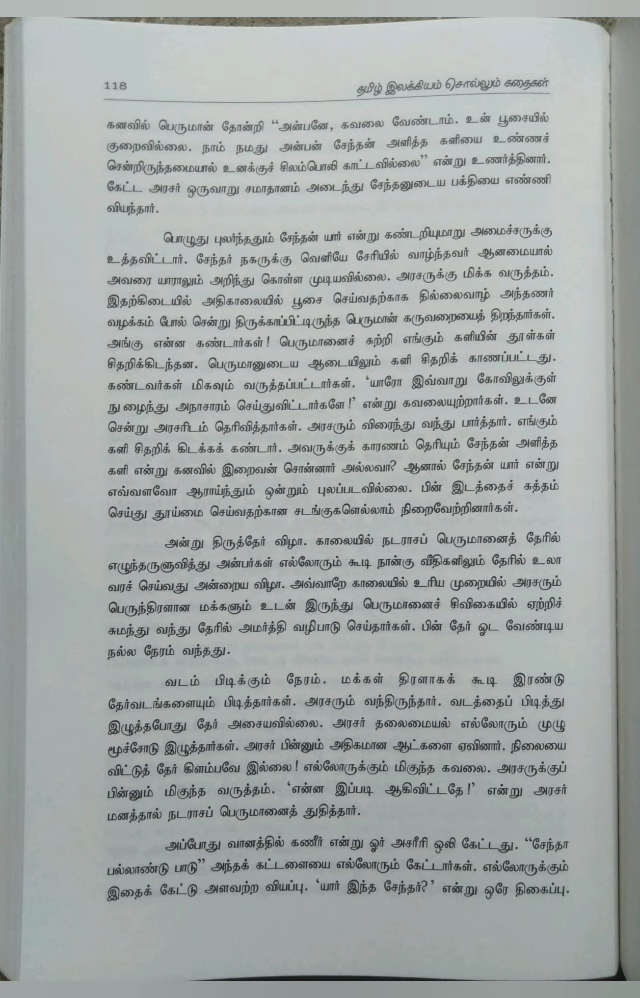 118
தமிழ் இலக்கியம் சொல்லும் கதைகள்
கனவில் பெருமான் தோன்றி “அன்பனே, கவலை வேண்டாம். உன் பூசையில்
குறைவில்லை. நாம் நமது அன்பன் சேந்தன் அளித்த களியை உண்ணச்
சென்றிருந்தமையால் உனக்குச் சிலம்பொலி காட்டவில்லை” என்று உணர்த்தினார்.
கேட்ட அரசர் ஒருவாறு சமாதானம் அடைந்து சேந்தனுடைய பக்தியை எண்ணி
வியந்தார்.
பொழுது புலர்ந்ததும் சேந்தன் யார் என்று கண்டறியுமாறு அமைச்சருக்கு
உத்தவிட்டார். சேந்தர் நகருக்கு வெளியே சேரியில் வாழ்ந்தவர் ஆனமையால்
அவரை யாராலும் அறிந்து கொள்ள முடியவில்லை. அரசருக்கு மிக்க வருத்தம்.
இதற்கிடையில் அதிகாலையில் பூசை செய்வதற்காக தில்லைவாழ் அந்தணர்
வழக்கம் போல் சென்று திருக்காப்பிட்டிருந்த பெருமான் கருவறையைத் திறந்தார்கள்.
அங்கு என்ன கண்டார்கள்! பெருமானைச் சுற்றி எங்கும் களியின் தூள்கள்
சிதறிக்கிடந்தன. பெருமானுடைய ஆடையிலும் களி சிதறிக் காணப்பட்டது.
கண்டவர்கள் மிகவும் வருத்தப்பட்டார்கள். ‘யாரோ இவ்வாறு கோவிலுக்குள்
நுழைந்து அநாசாரம் செய்துவிட்டார்களே!’ என்று கவலையுற்றார்கள். உடனே
சென்று அரசரிடம் தெரிவித்தார்கள். அரசரும் விரைந்து வந்து பார்த்தார். எங்கும்
களி சிதறிக் கிடக்கக் கண்டார். அவருக்குக் காரணம் தெரியும் சேந்தன் அளித்த
களி என்று கனவில் இறைவன் சொன்னார் அல்லவா? ஆனால் சேந்தன் யார் என்று
எவ்வளவோ ஆராய்ந்தும் ஒன்றும் புலப்படவில்லை. பின் இடத்தைச் சுத்தம்
செய்து தூய்மை செய்வதற்கான சடங்குகளெல்லாம் நிறைவேற்றினார்கள்.
அன்று திருத்தேர் விழா. காலையில் நடராசப் பெருமானைத் தேரில்
எழுந்தருளுவித்து அன்பர்கள் எல்லோரும் கூடி நான்கு வீதிகளிலும் தேரில் உலா
வரச் செய்வது அன்றைய விழா. அவ்வாறே காலையில் உரிய முறையில் அரசரும்
பெருந்திரளான மக்களும் உடன் இருந்து பெருமானைச் சிவிகையில் ஏற்றிச்
சுமந்து வந்து தேரில் அமர்த்தி வழிபாடு செய்தார்கள். பின் தேர் ஓட வேண்டிய
நல்ல நேரம் வந்தது.
வடம் பிடிக்கும் நேரம். மக்கள் திரளாகக் கூடி இரண்டு
தேர்வடங்களையும் பிடித்தார்கள். அரசரும் வந்திருந்தார். வடத்தைப் பிடித்து
இழுத்தபோது தேர் அசையவில்லை. அரசர் தலைமையல் எல்லோரும் முழு
மூச்சோடு இழுத்தார்கள். அரசர் பின்னும் அதிகமான ஆட்களை ஏவினார். நிலையை
விட்டுத் தேர் கிளம்பவே இல்லை! எல்லோருக்கும் மிகுந்த கவலை. அரசருக்குப்
பின்னும் மிகுந்த வருத்தம். ‘என்ன இப்படி ஆகிவிட்டதே!’ என்று அரசர்
மனத்தால் நடராசப் பெருமானைத் துதித்தார்.
அப்போது வானத்தில் கணீர் என்று ஓர் அசரீரி ஒலி கேட்டது. “சேந்தா
பல்லாண்டு பாடு” அந்தக் கட்டளையை எல்லோரும் கேட்டார்கள். எல்லோருக்கும்
இதைக் கேட்டு அளவற்ற வியப்பு. ‘யார் இந்த சேந்தர்?’ என்று ஒரே திகைப்பு.